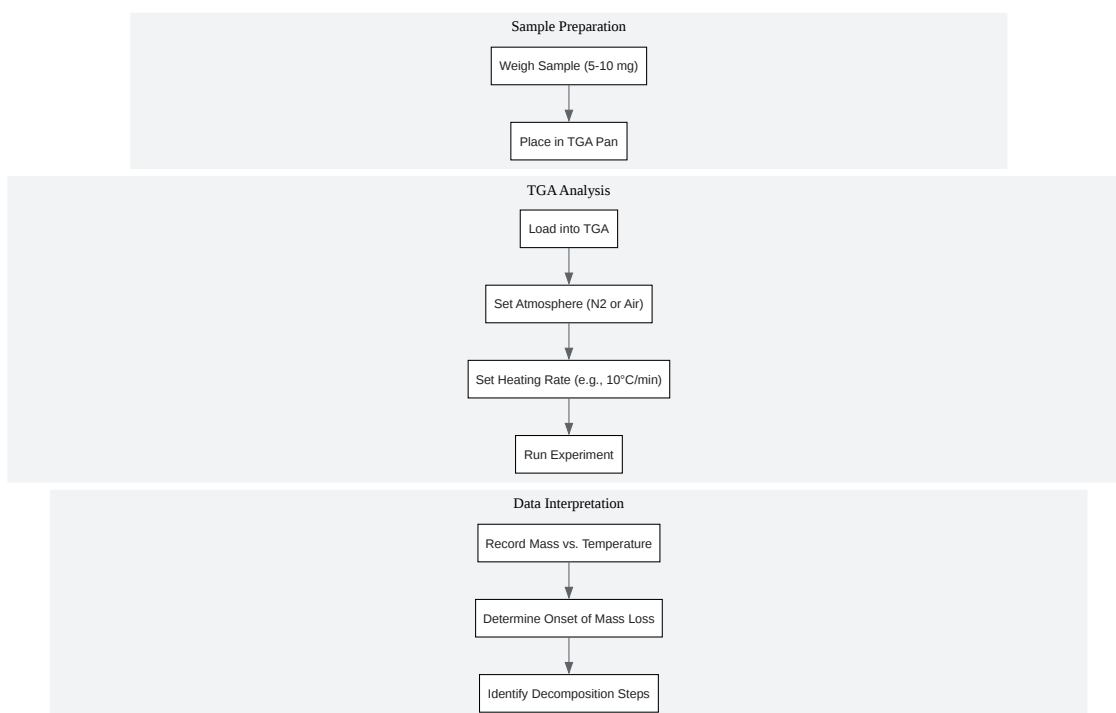 Sample Preparation
Weigh Sample (5-10 mg)
Place in TGA Pan
TGA Analysis
Load into TGA
Set Atmosphere (N2 or Air)
Set Heating Rate (e.g., 10°C/min)
Run Experiment
Data Interpretation
Record Mass vs. Temperature
Determine Onset of Mass Loss
Identify Decomposition Steps